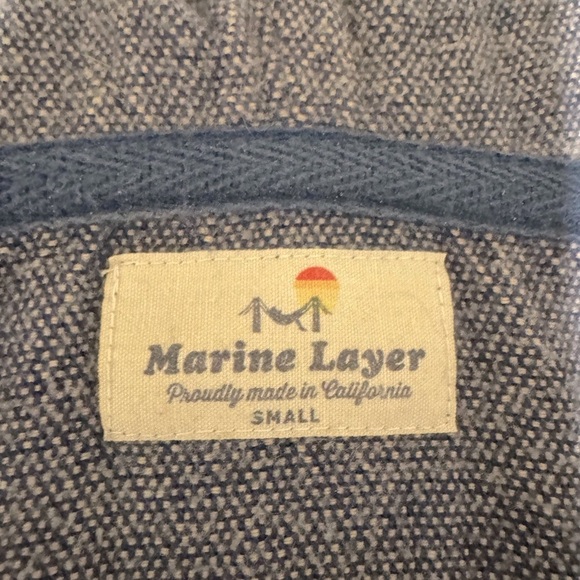 Marine Layer
Proudly made in California
SMALL